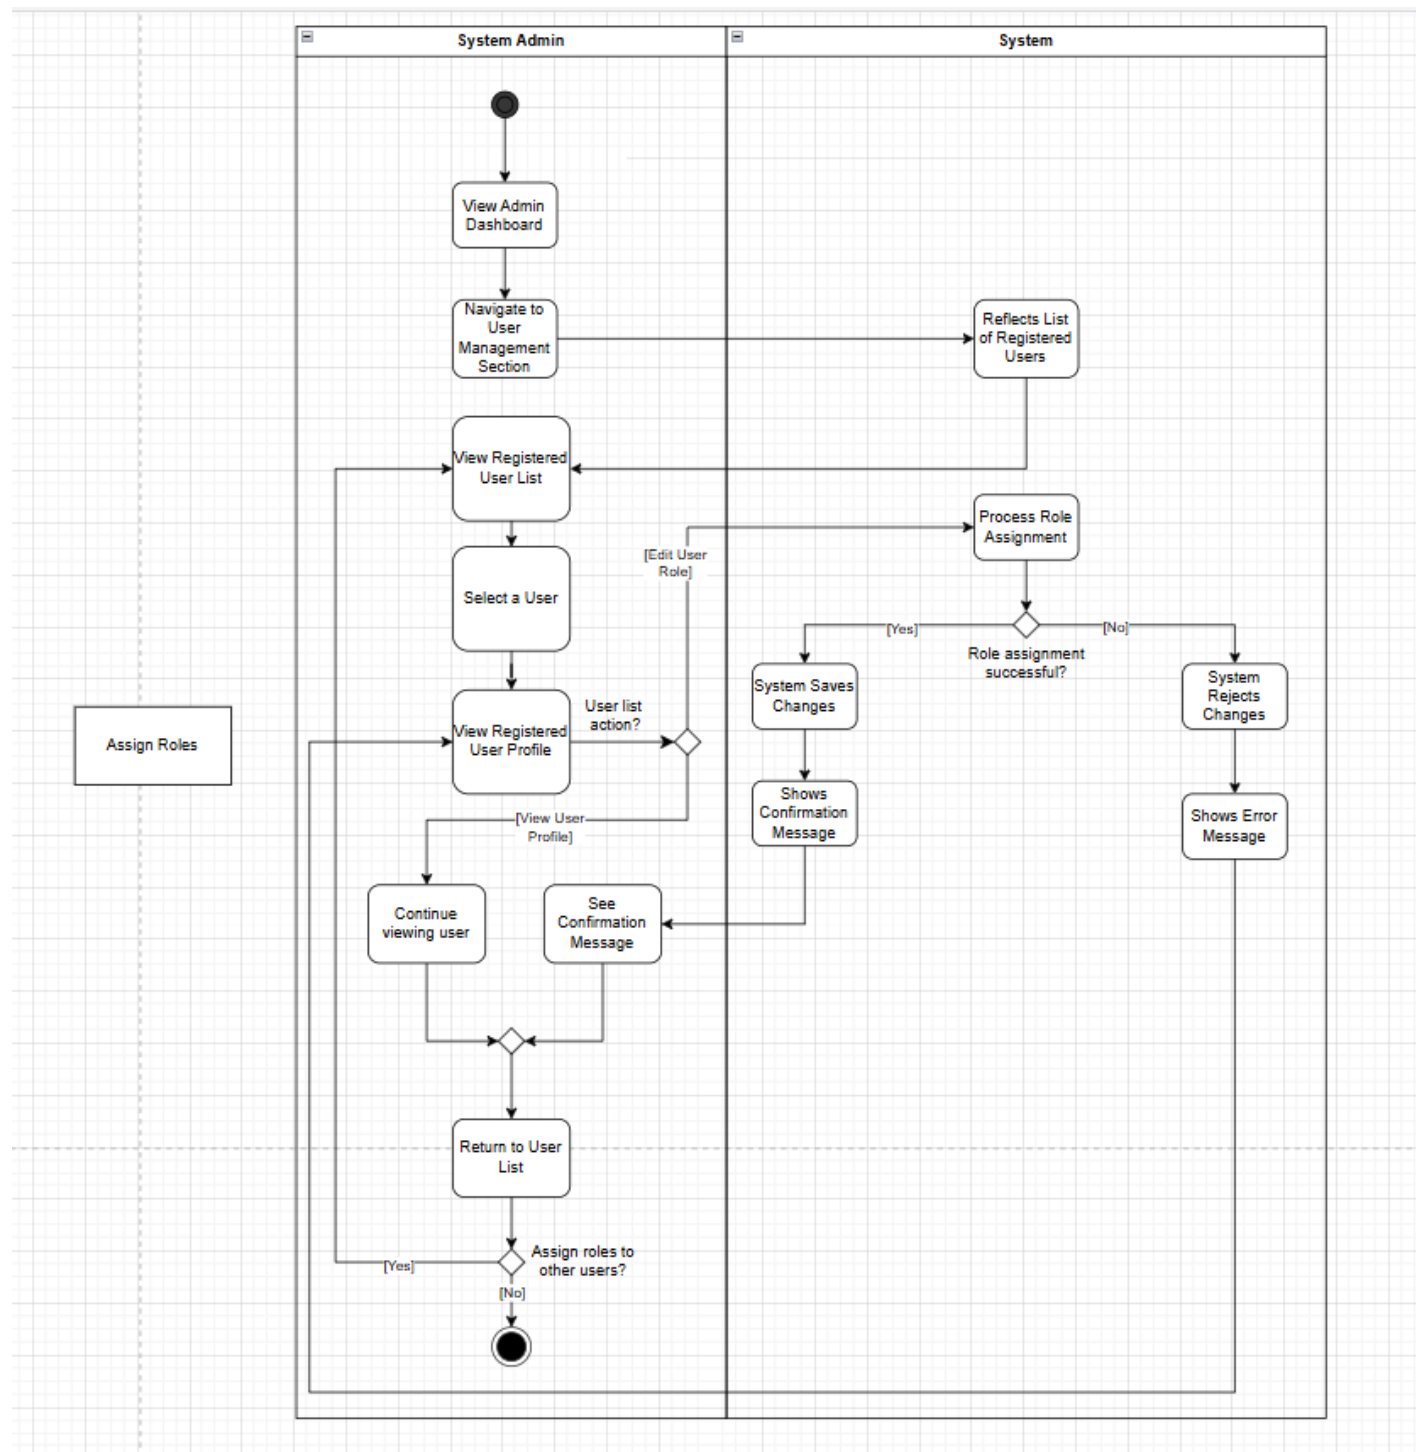 System Admin
System
View Admin
Dashboard
Navigate to
User
Management
Section
Reflects List
of Registered
Users
View Registered
User List
Process Role
Assignment
[Edit User
Role]
Select a User
[Yes]
[No]
Role assignment
successful?
System Saves
Changes
System
Rejects
Changes
User list
action?
View Registered
User Profile
Assign Roles
Shows
Confirmation
Message
Shows Error
Message
[View User
Profile]
Continue
viewing user
See
Confirmation
Message
Return to User
List
Assign roles to
other users?
[Yes]
[No]